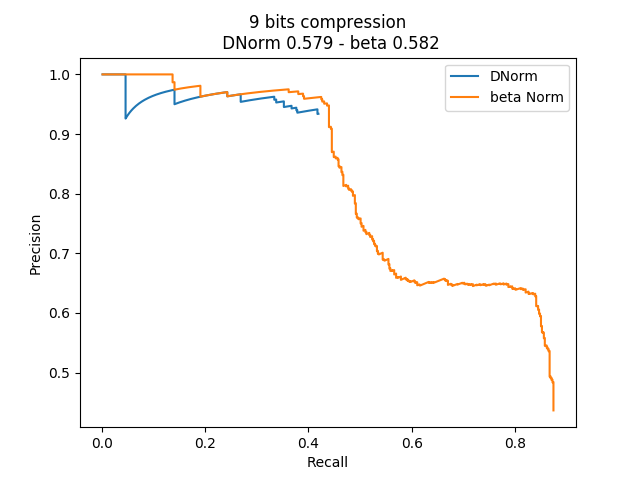 9 bits compression
DNorm 0.579 - beta 0.582
DNorm
beta Norm
1.0
0.9
0.8
0.7
0.6
0.5
Precision
0.0 0.2 0.4 0.6 0.8
Recall